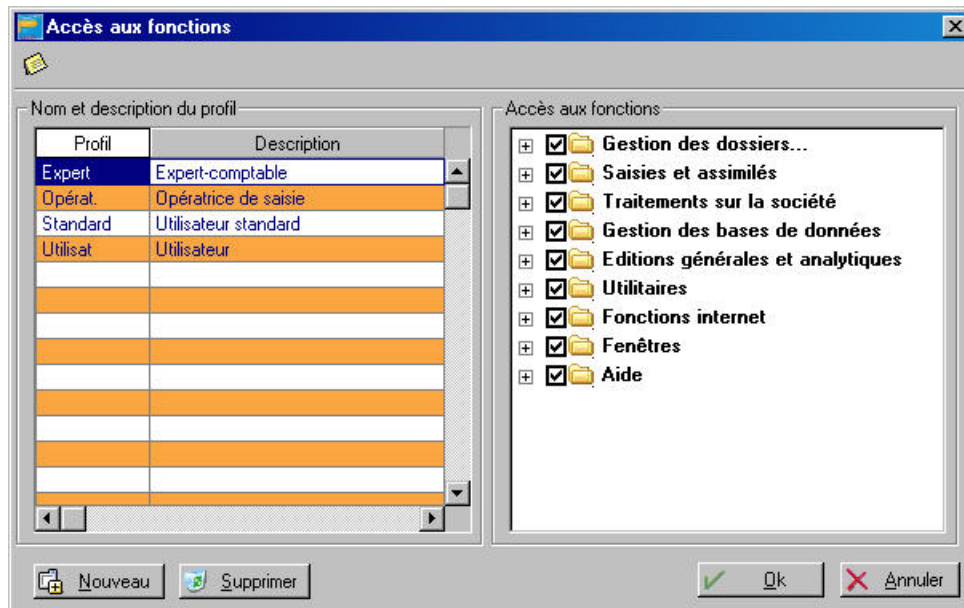 Accès aux fonctions
Nom et description du profil
Profil Description
Expert Expert-comptable
Opérat. Opératrice de saisie
Standard Utilisateur standard
Utilisat Utilisateur
Accès aux fonctions
Gestion des dossiers...
Saisies et assimilés
Traitements sur la société
Gestion des bases de données
Editions générales et analytiques
Utilitaires
Fonctions internet
Fenêtres
Aide
Nouveau Supprimer Ok Annuler